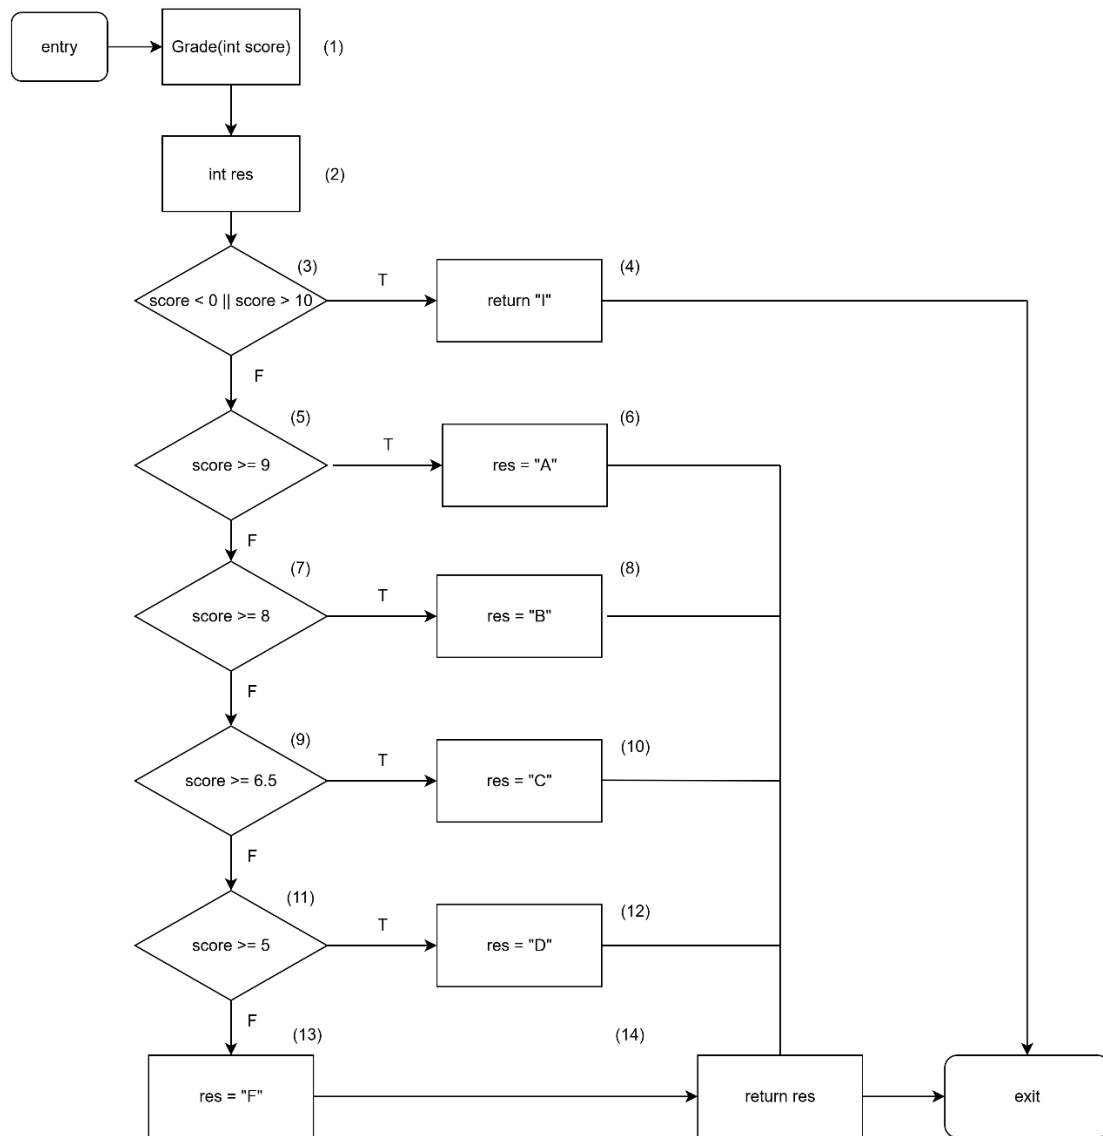 entry
Grade(int score)
(1)
int res
(2)
(3)
score < 0 || score > 10
T
return "I"
(4)
F
(5)
score >= 9
T
res = "A"
(6)
F
(7)
score >= 8
T
res = "B"
(8)
F
(9)
score >= 6.5
T
res = "C"
(10)
F
(11)
score >= 5
T
res = "D"
(12)
F
(13)
res = "F"
(14)
return res
exit